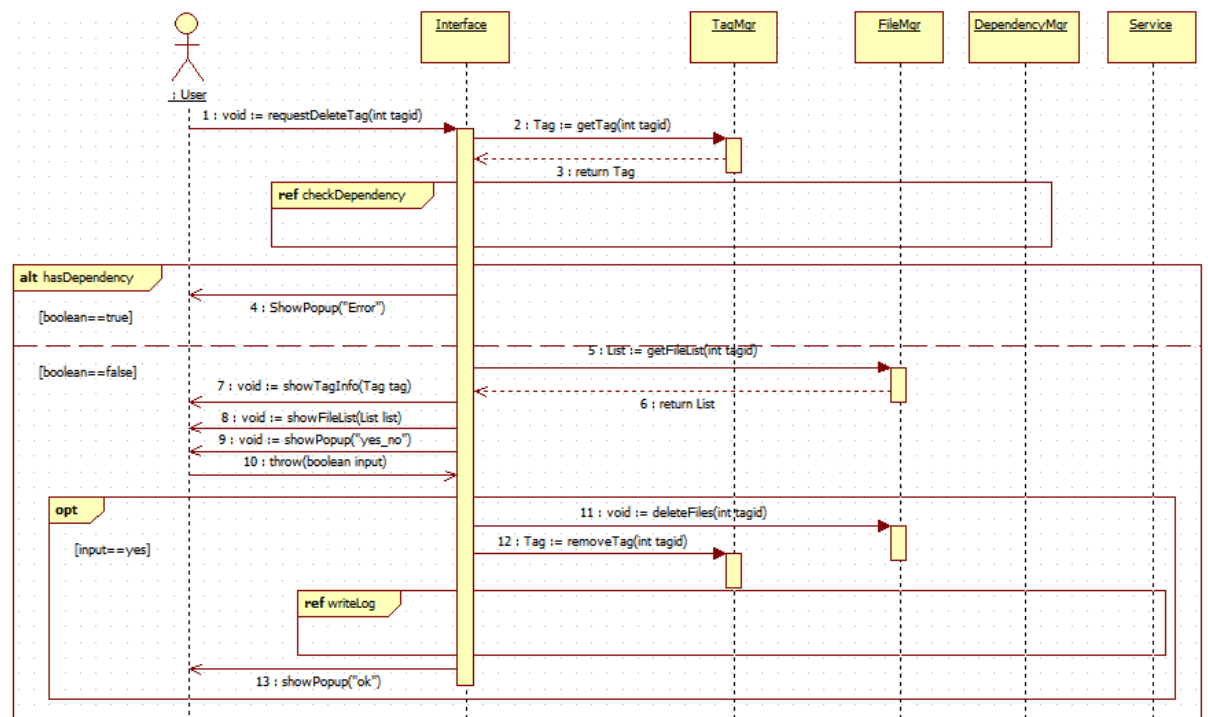 Interface
TagMgr
FileMgr
DependencyMgr
Service
: User
1 : void := requestDeleteTag(int tagid)
2 : Tag := getTag(int tagid)
3 : return Tag
ref checkDependency
alt hasDependency
4 : ShowPopup("Error")
[boolean==true]
5 : List := getFileList(int tagid)
[boolean==false]
7 : void := showTagInfo(Tag tag)
6 : return List
8 : void := showFileList(List list)
9 : void := showPopup("yes_no")
10 : throw(boolean input)
opt
11 : void := deleteFiles(int tagid)
12 : Tag := removeTag(int tagid)
[input==yes]
ref writeLog
13 : showPopup("ok")